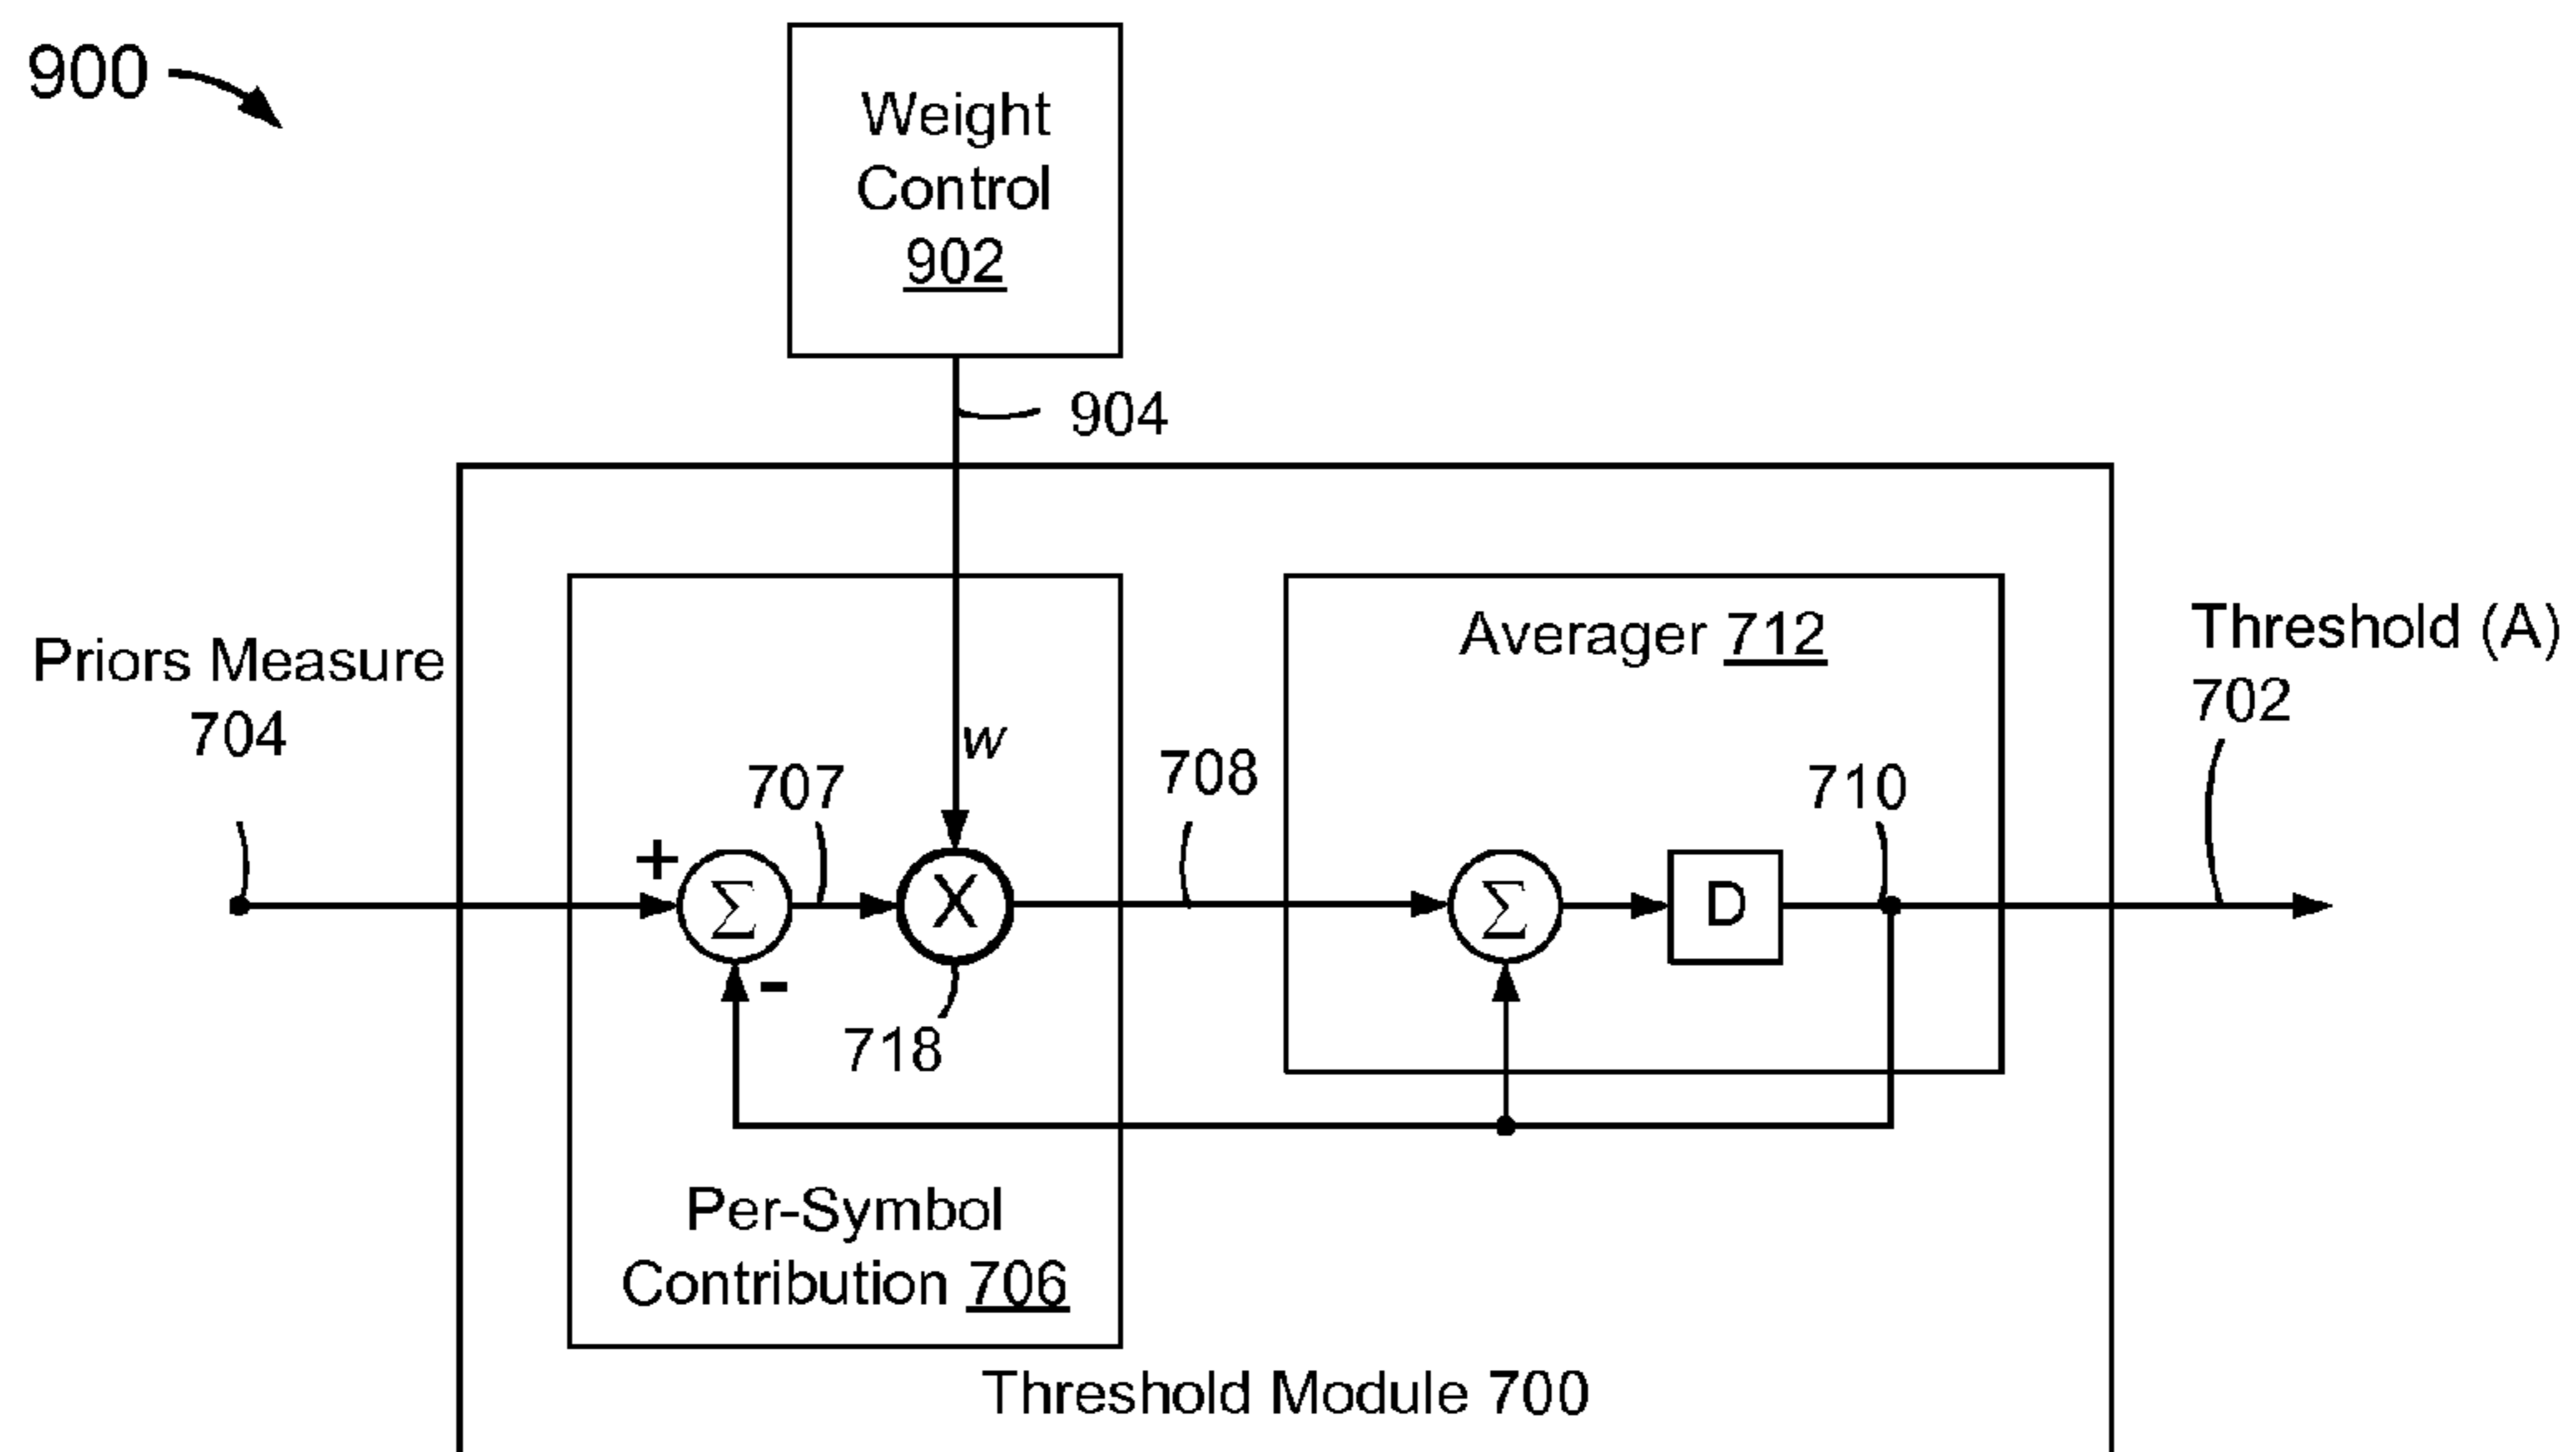 900
Weight
Control
902
904
Priors Measure
704
+
Σ
-
707
w
X
718
708
Averager 712
Σ
D
710
Threshold (A)
702
Per-Symbol
Contribution 706
Threshold Module 700